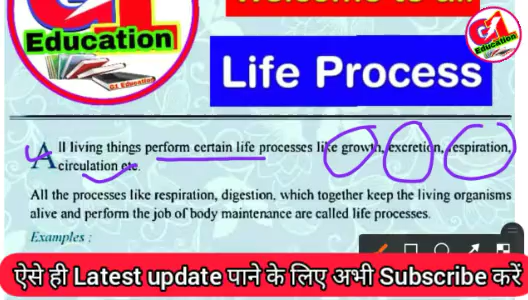 G1
Education
G1 Education
Welcome to all
G1
Education
Life Process
All living things perform certain life processes like growth, excretion, respiration,
circulation etc.
All the processes like respiration, digestion, which together keep the living organisms
alive and perform the job of body maintenance are called life processes.
Examples :
ऐसे ही Latest update पाने के लिए अभी Subscribe करें